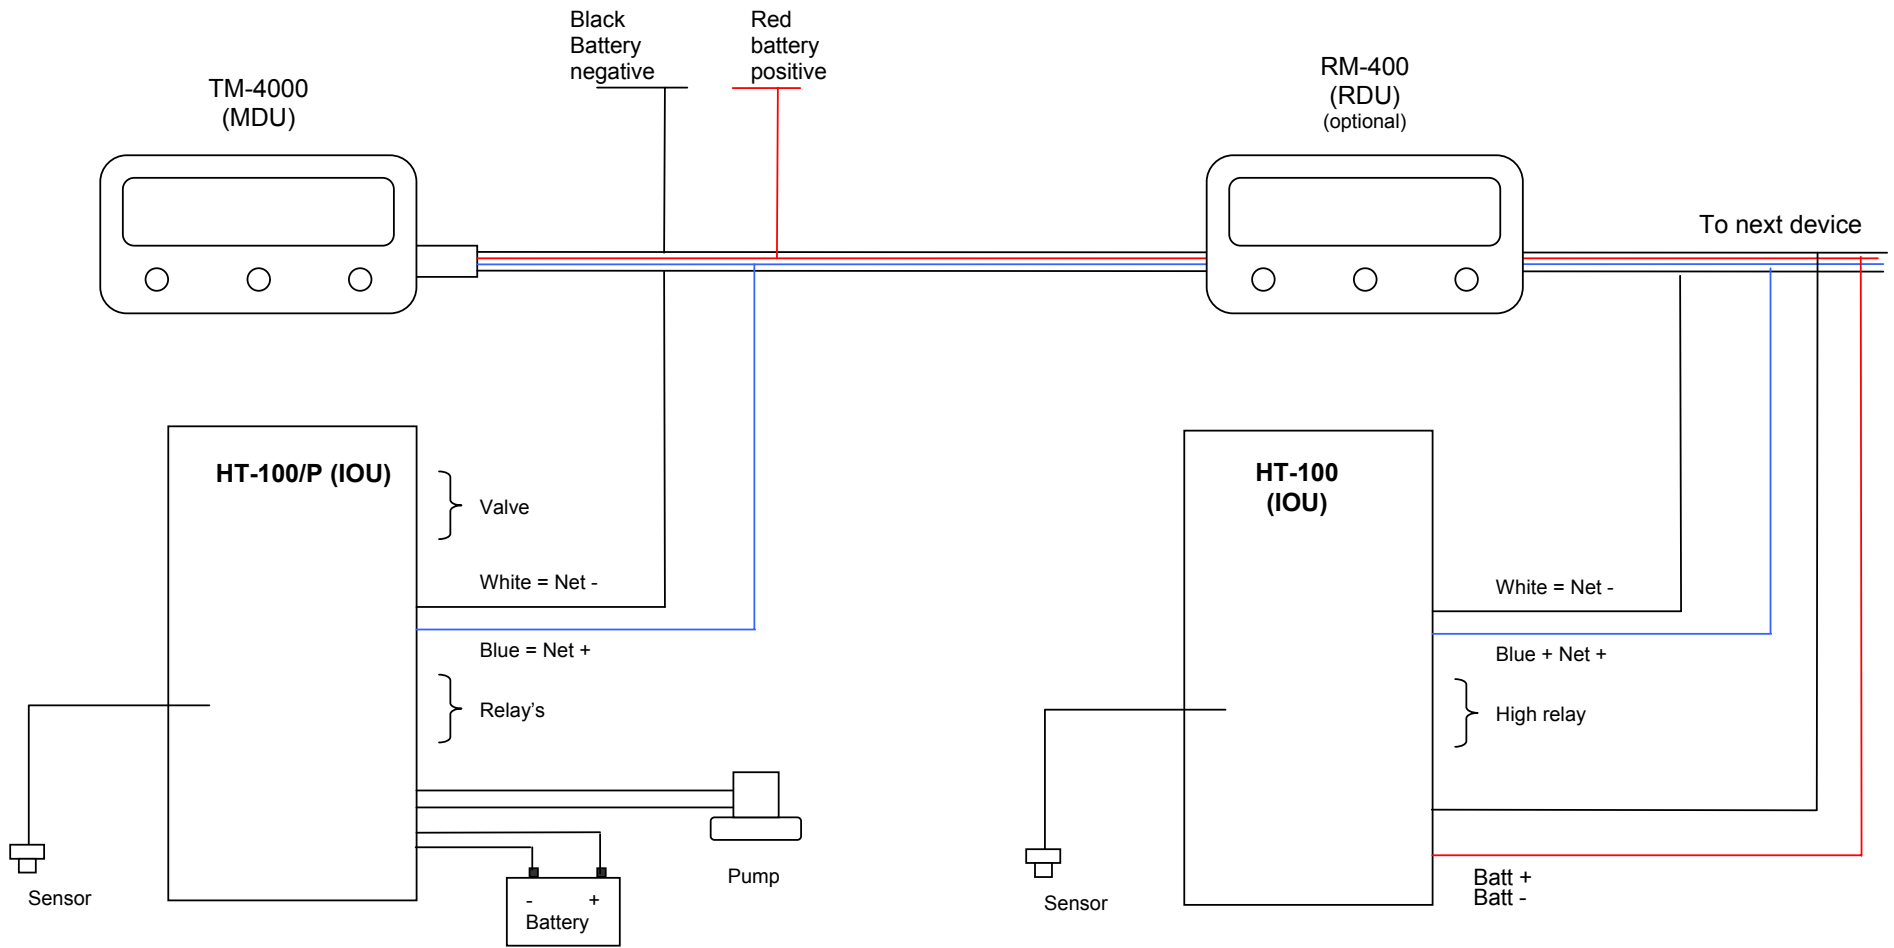 Black
Battery
negative
Red
battery
positive
TM-4000
(MDU)
RM-400
(RDU)
(optional)
To next device
HT-100/P (IOU)
Valve
White = Net -
Blue = Net +
Relay’s
Pump
Sensor
- +
Battery
HT-100
(IOU)
White = Net -
Blue + Net +
High relay
Batt +
Batt -
Sensor